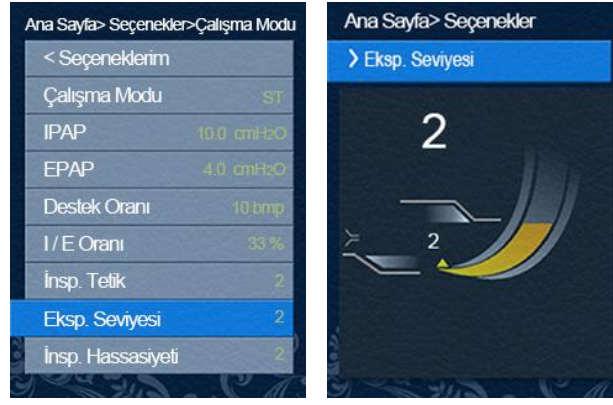 Ana Sayfa> Seçenekler>Çalışma Modu
< Seçeneklerim
Çalışma Modu ST
IPAP 10.0 cmH2O
EPAP 4.0 cmH2O
Destek Oranı 10 bmp
I / E Oranı 33 %
İnsp. Tetik 2
Eksp. Seviyesi 2
İnsp. Hassasiyeti 2
Ana Sayfa> Seçenekler
> Eksp. Seviyesi
2
2